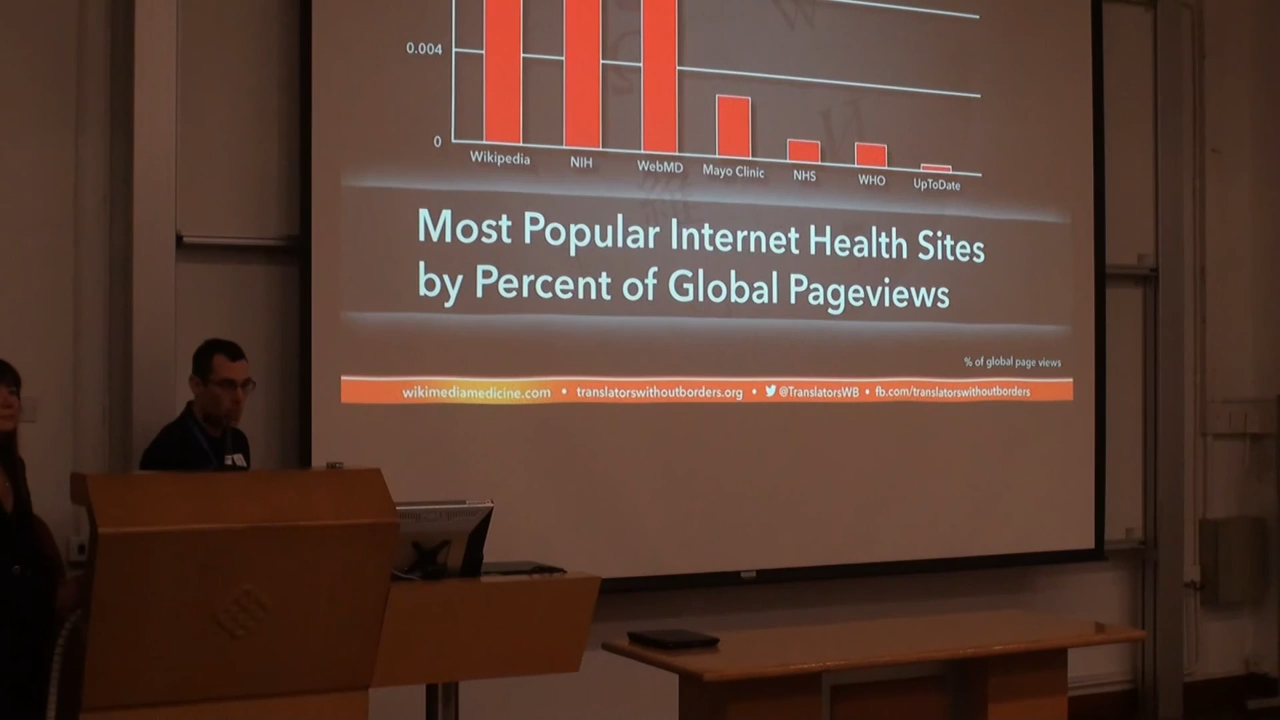 0.004
0
Wikipedia
NIH
WebMD
Mayo Clinic
NHS
WHO
UpToDate
Most Popular Internet Health Sites
by Percent of Global Pageviews
% of global page views
wikimediamedicine.com • translatorswithoutborders.org • @TranslatorsWB • fb.com/translatorswithoutborders